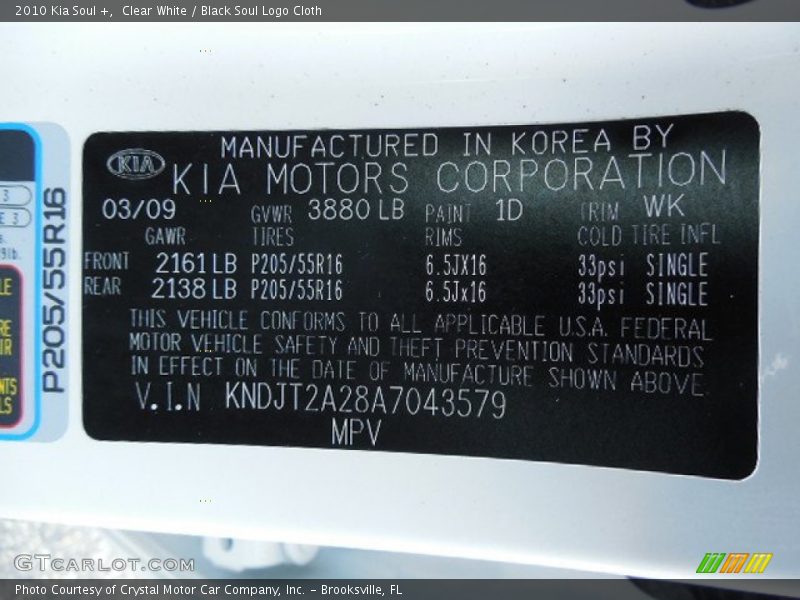 2010 Kia Soul +,  Clear White / Black Soul Logo Cloth
MANUFACTURED IN KOREA BY
KIA KIA MOTORS CORPORATION
03/09 GVWR 3880 LB PAINT 1D TRIM WK
GAWR TIRES RIMS COLD TIRE INFL
FRONT 2161 LB P205/55R16 6.5JX16 33psi SINGLE
REAR 2138 LB P205/55R16 6.5Jx16 33psi SINGLE
THIS VEHICLE CONFORMS TO ALL APPLICABLE U.S.A. FEDERAL
MOTOR VEHICLE SAFETY AND THEFT PREVENTION STANDARDS
IN EFFECT ON THE DATE OF MANUFACTURE SHOWN ABOVE.
V.I.N KNDJT2A28A7043579
MPV
P205/55R16
3
E 3
GTCARLOT.COM
Photo Courtesy of Crystal Motor Car Company, Inc. - Brooksville, FL